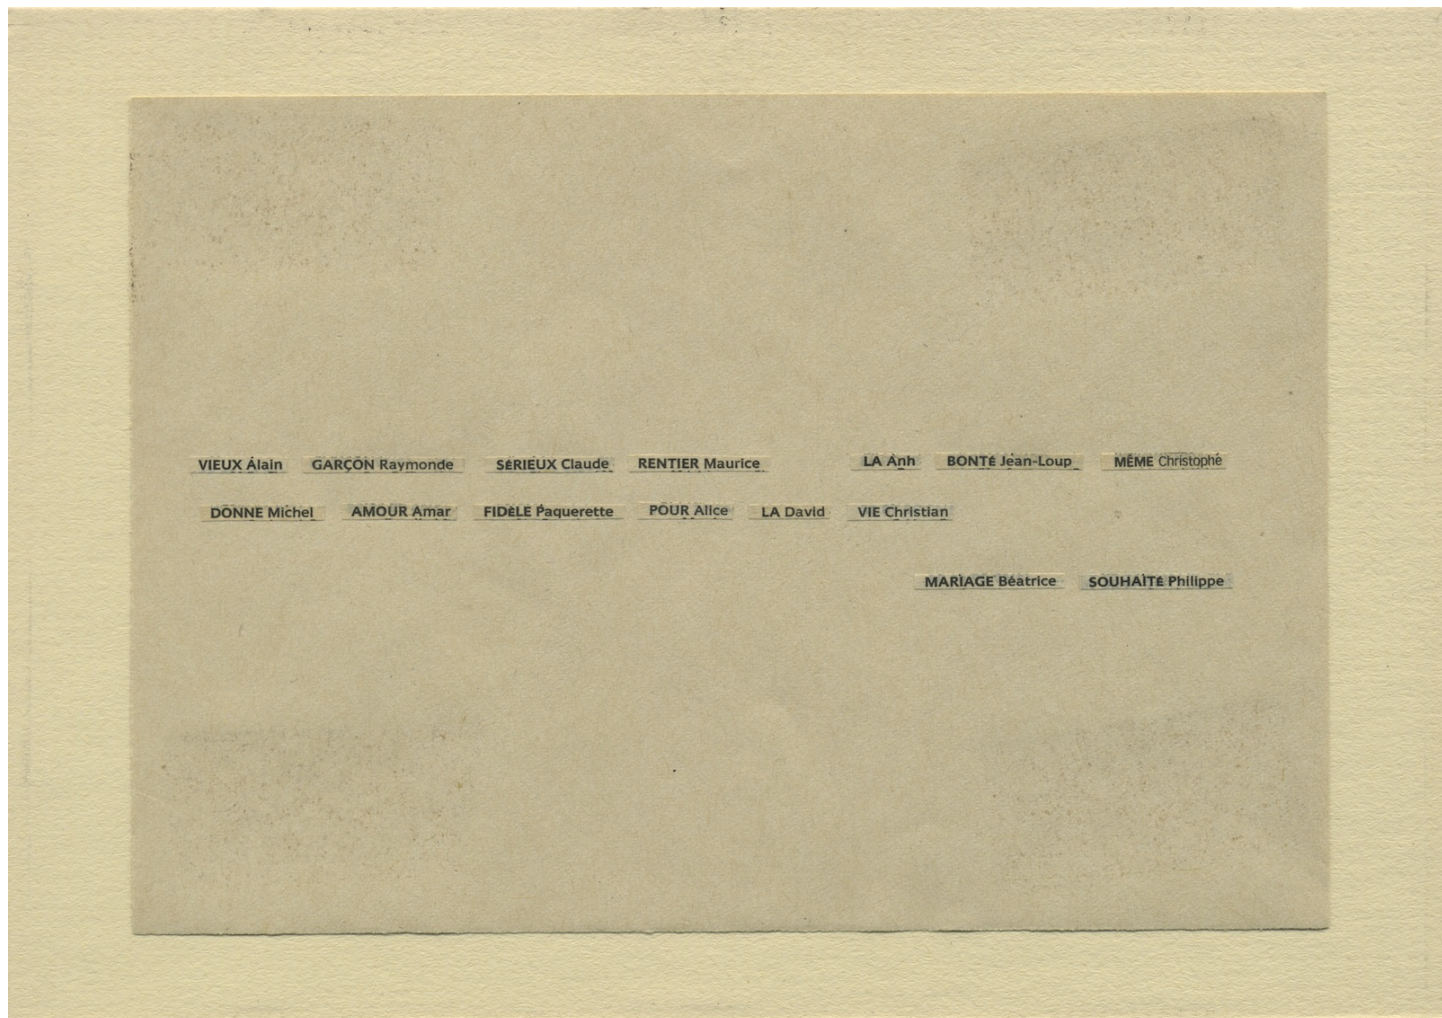 VIEUX Alain GARÇON Raymonde SÉRIEUX Claude RENTIER Maurice LA Anh BONTÉ Jean-Loup MÊME Christophe
DONNE Michel AMOUR Amar FIDÈLE Paquerette POUR Alice LA David VIE Christian
MARIAGE Béatrice SOUHAITE Philippe